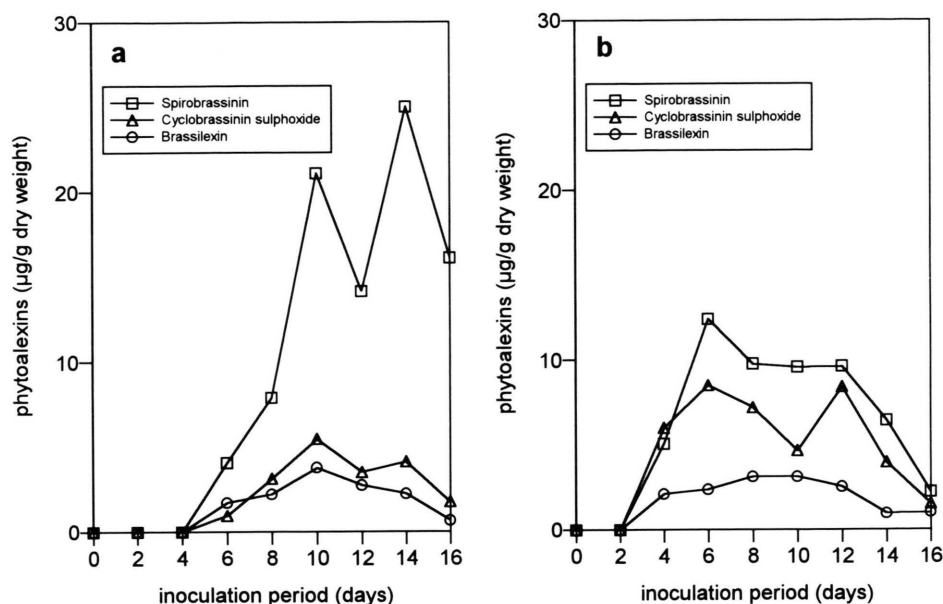 a
Spirobrassinin
Cyclobrassinin sulphoxide
Brassilexin
phytoalexins (µg/g dry weight)
30
20
10
0
0 2 4 6 8 10 12 14 16
inoculation period (days)
b
Spirobrassinin
Cyclobrassinin sulphoxide
Brassilexin
phytoalexins (µg/g dry weight)
30
20
10
0
0 2 4 6 8 10 12 14 16
inoculation period (days)